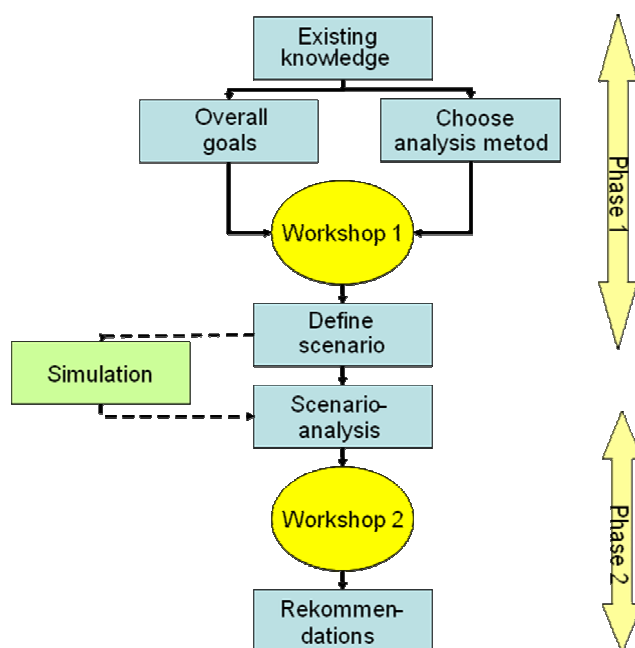 Existing
knowledge
Overall
goals
Choose
analysis metod
Workshop 1
Phase 1
Define
scenario
Simulation
Scenario-
analysis
Workshop 2
Phase 2
Rekommen-
dations